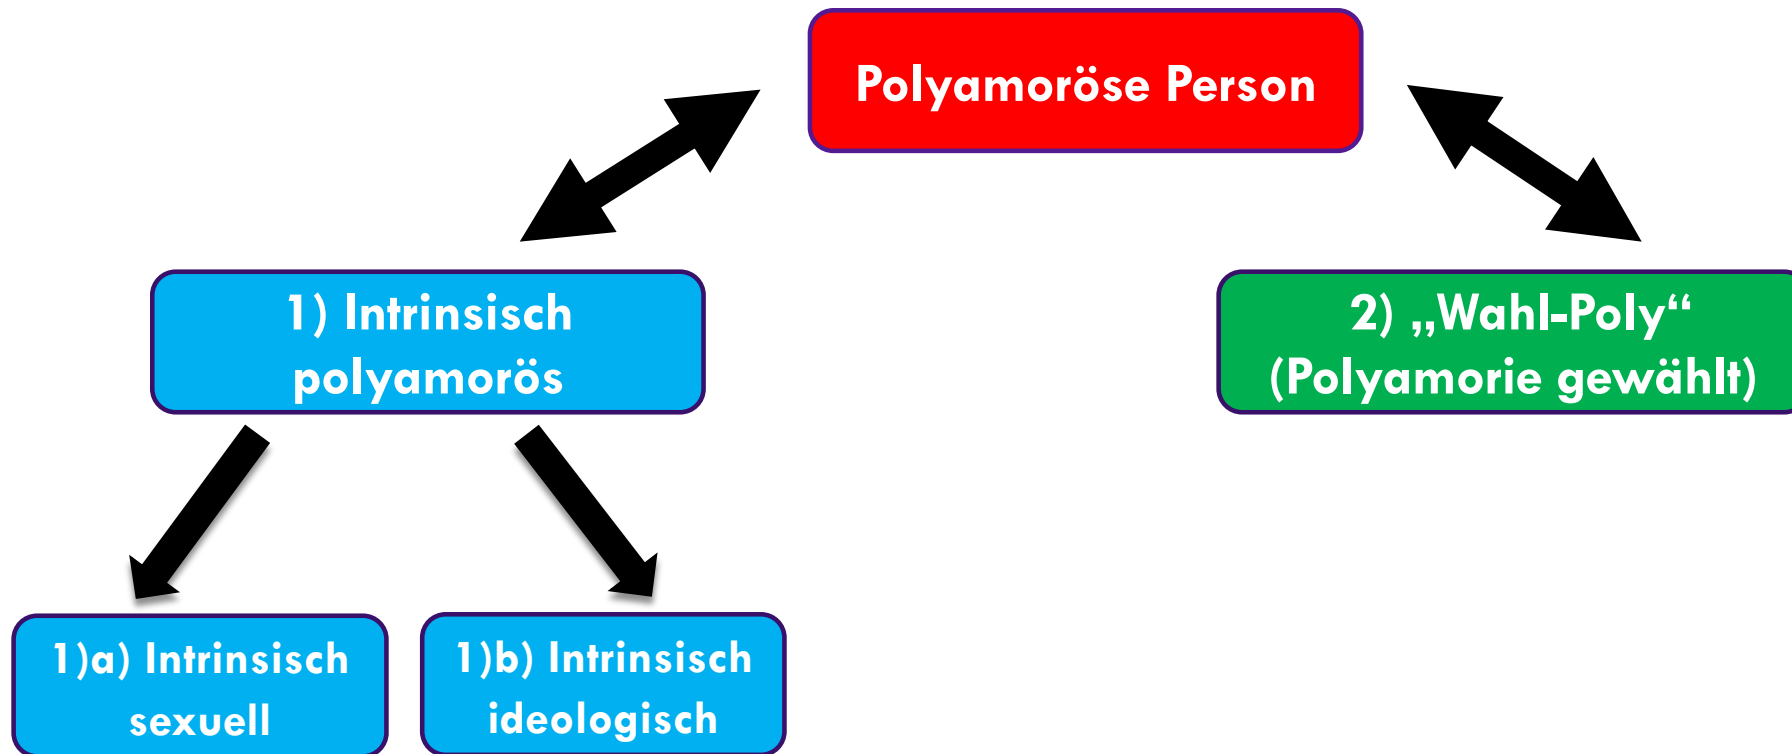 Polyamoröse Person
1) Intrinsisch
polyamorös
2) „Wahl-Poly“
(Polyamorie gewählt)
1)a) Intrinsisch
sexuell
1)b) Intrinsisch
ideologisch